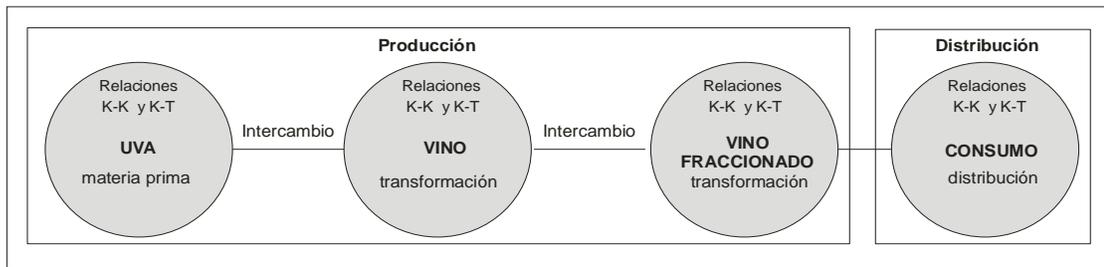 Producción
Relaciones
K-K y K-T
UVA
materia prima
Intercambio
Relaciones
K-K y K-T
VINO
transformación
Intercambio
Relaciones
K-K y K-T
VINO
FRACCIONADO
transformación
Distribución
Relaciones
K-K y K-T
CONSUMO
distribución